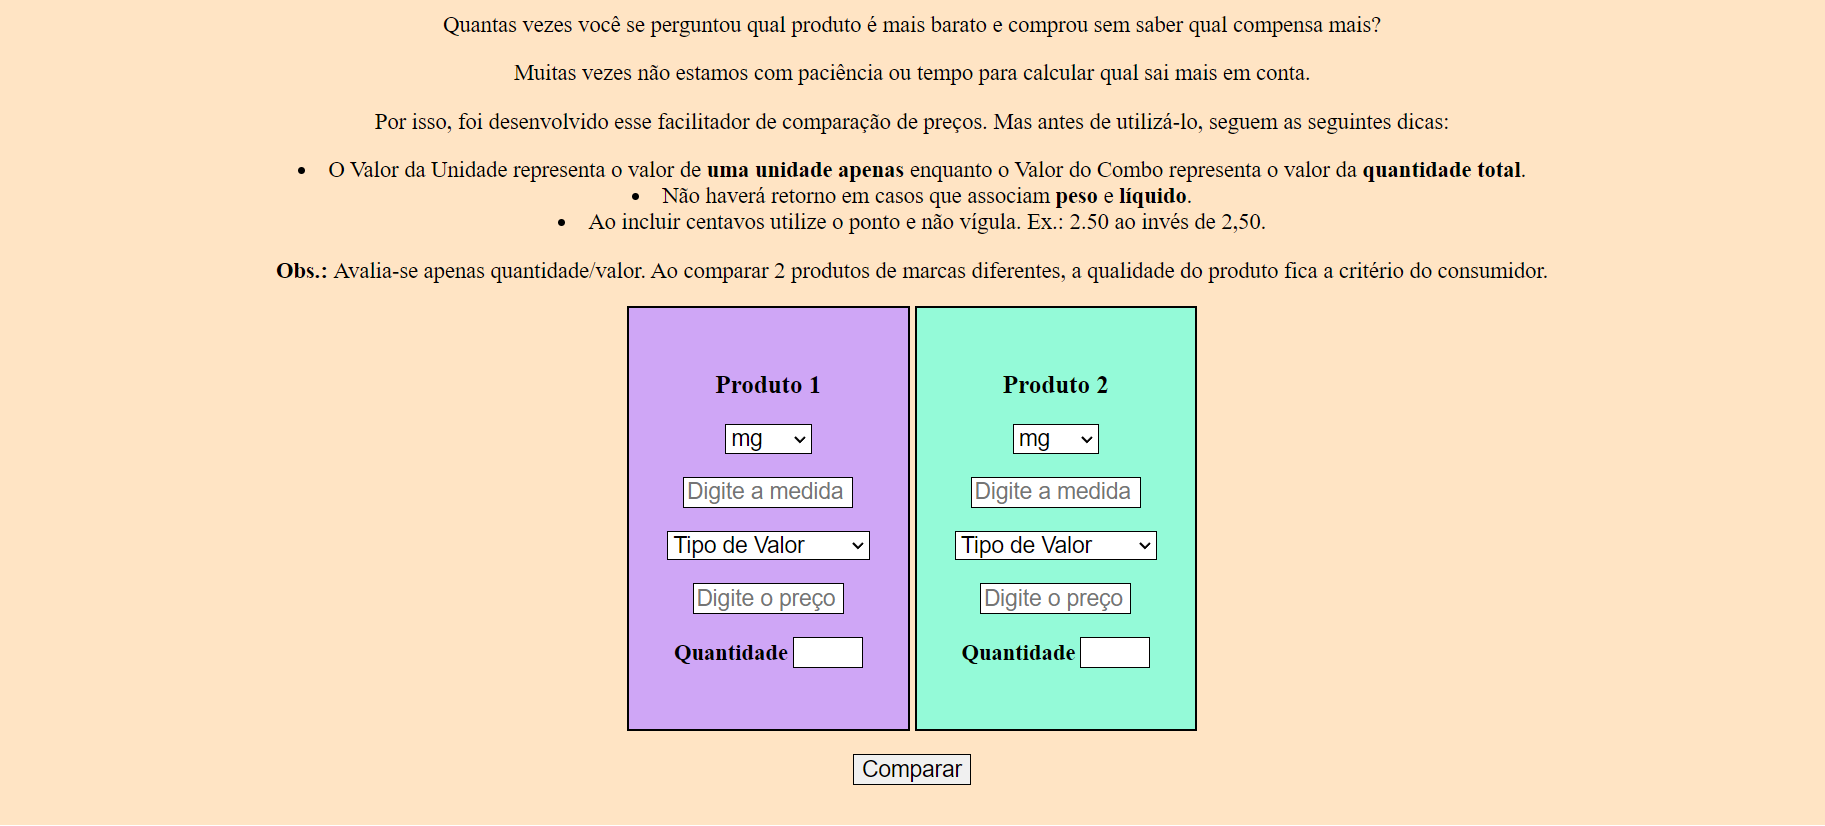 Quantas vezes você se perguntou qual produto é mais barato e comprou sem saber qual compensa mais?
Muitas vezes não estamos com paciência ou tempo para calcular qual sai mais em conta.
Por isso, foi desenvolvido esse facilitador de comparação de preços. Mas antes de utilizá-lo, seguem as seguintes dicas:
• O Valor da Unidade representa o valor de uma unidade apenas enquanto o Valor do Combo representa o valor da quantidade total.
• Não haverá retorno em casos que associam peso e líquido.
• Ao incluir centavos utilize o ponto e não vígula. Ex.: 2.50 ao invés de 2,50.
Obs.: Avalia-se apenas quantidade/valor. Ao comparar 2 produtos de marcas diferentes, a qualidade do produto fica a critério do consumidor.
Produto 1
mg
Digite a medida
Tipo de Valor
Digite o preço
Quantidade
Produto 2
mg
Digite a medida
Tipo de Valor
Digite o preço
Quantidade
Comparar